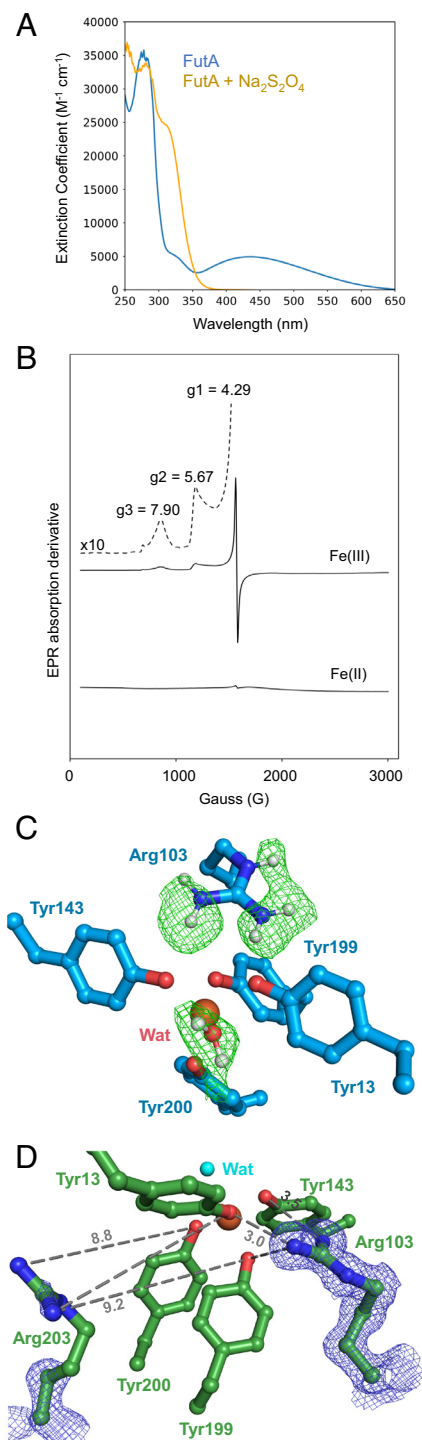 A
40000
35000
30000
25000
20000
15000
10000
5000
0
Extinction Coefficient (M⁻¹ cm⁻¹)
FutA
FutA + Na₂S₂O₄
250 300 350 400 450 500 550 600 650
Wavelength (nm)
B
g1 = 4.29
g2 = 5.67
g3 = 7.90
x10
Fe(III)
Fe(II)
EPR absorption derivative
0 1000 2000 3000
Gauss (G)
C
Arg103
Tyr143
Tyr199
Wat
Tyr13
Tyr200
D
Wat
Tyr13
Tyr143
3.5
8.8
3.0
Arg103
9.2
Arg203
Tyr200
Tyr199